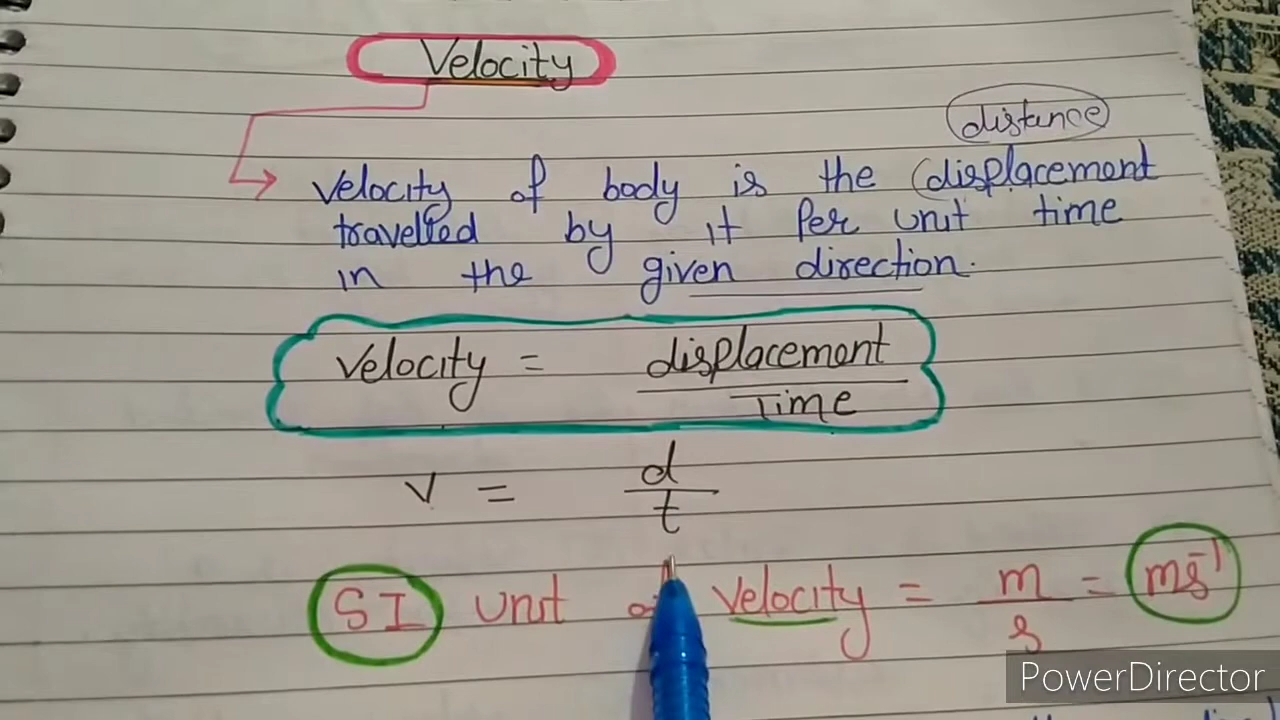 Velocity
distance
Velocity of body is the (displacement
travelled by it Per unit time
in the given direction.
Velocity = displacement
Time
v = d
t
SI unit of velocity = m = ms⁻¹
s
PowerDirector